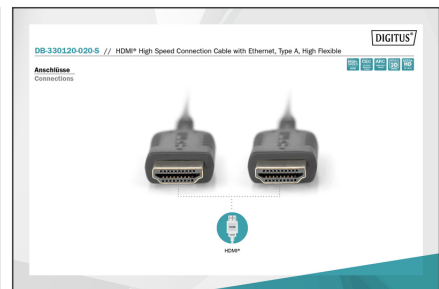 DIGITUS®
DB-330120-020-S // HDMI® High Speed Connection Cable with Ethernet, Type A, High Flexible
Anschlüsse
Connections
HDMI®